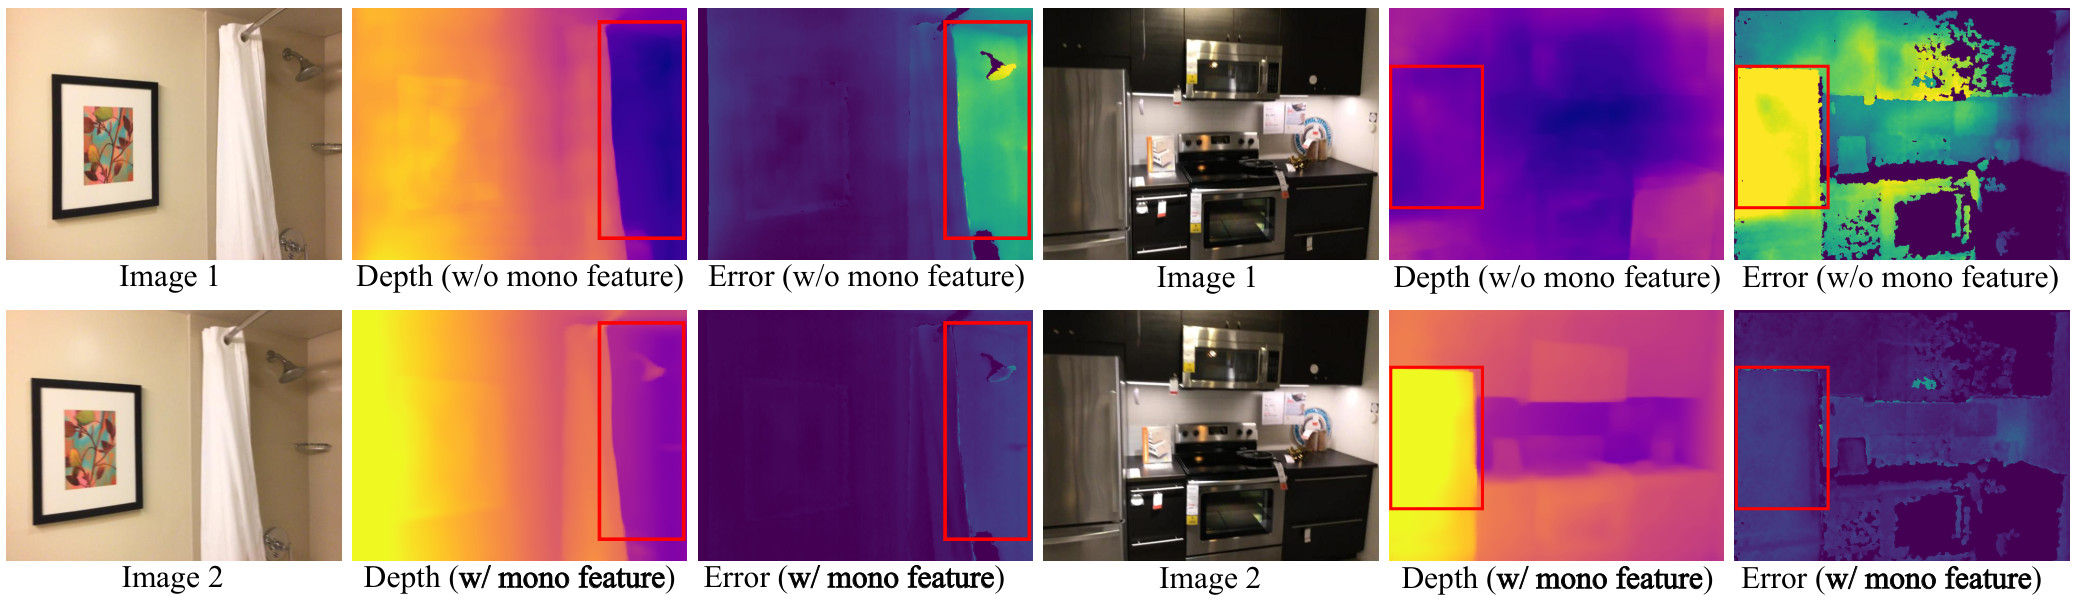 Image 1
Depth (w/o mono feature)
Error (w/o mono feature)
Image 1
Depth (w/o mono feature)
Error (w/o mono feature)
Image 2
Depth (w/ mono feature)
Error (w/ mono feature)
Image 2
Depth (w/ mono feature)
Error (w/ mono feature)